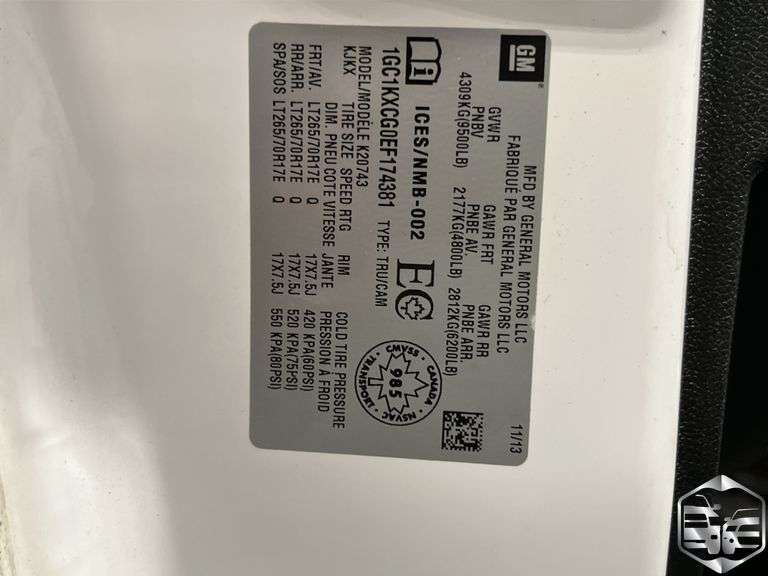 GM
MFD BY GENERAL MOTORS LLC 11/13
FABRIQUÉ PAR GENERAL MOTORS LLC
GVWR GAWR FRT GAWR RR
PNBV PNBE AV. PNBE ARR.
4309KG(9500LB) 2177KG(4800LB) 2812KG(6200LB)
ICES/NMB-002 EC
CANADA · NSVAC · TRANSPORT · CMVSS ·
985
1GC1KXCG0EF174381 TYPE: TRU/CAM
MODEL/MODÈLE K20743
KJKX TIRE SIZE SPEED RTG RIM COLD TIRE PRESSURE
DIM. PNEU COTE VITESSE JANTE PRESSION À FROID
FRT/AV. LT265/70R17E Q 17X7.5J 420 KPA(60PSI)
RR/ARR. LT265/70R17E Q 17X7.5J 520 KPA(75PSI)
SPA/SOS LT265/70R17E Q 17X7.5J 550 KPA(80PSI)